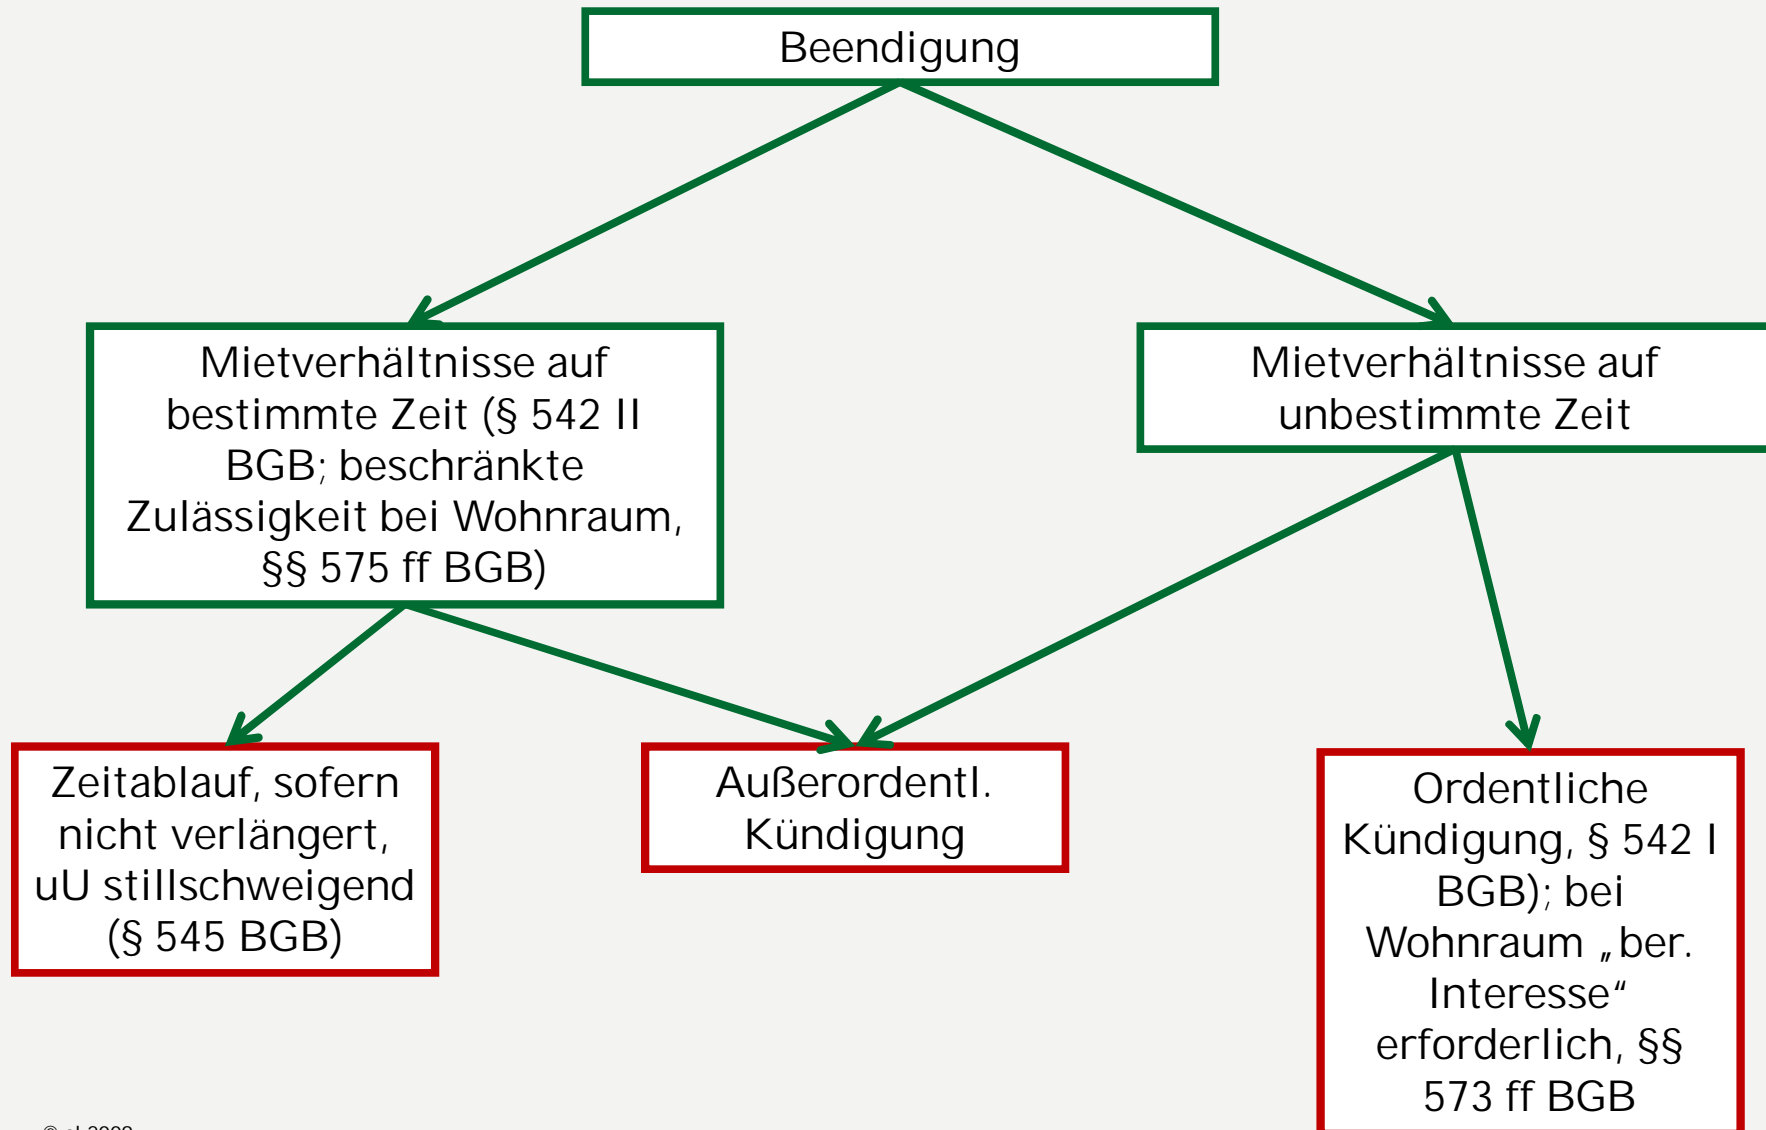 Beendigung
Mietverhältnisse auf
bestimmte Zeit (§ 542 II
BGB; beschränkte
Zulässigkeit bei Wohnraum,
§§ 575 ff BGB)
Mietverhältnisse auf
unbestimmte Zeit
Zeitablauf, sofern
nicht verlängert,
uU stillschweigend
(§ 545 BGB)
Außerordentl.
Kündigung
Ordentliche
Kündigung, § 542 I
BGB); bei
Wohnraum „ber.
Interesse“
erforderlich, §§
573 ff BGB